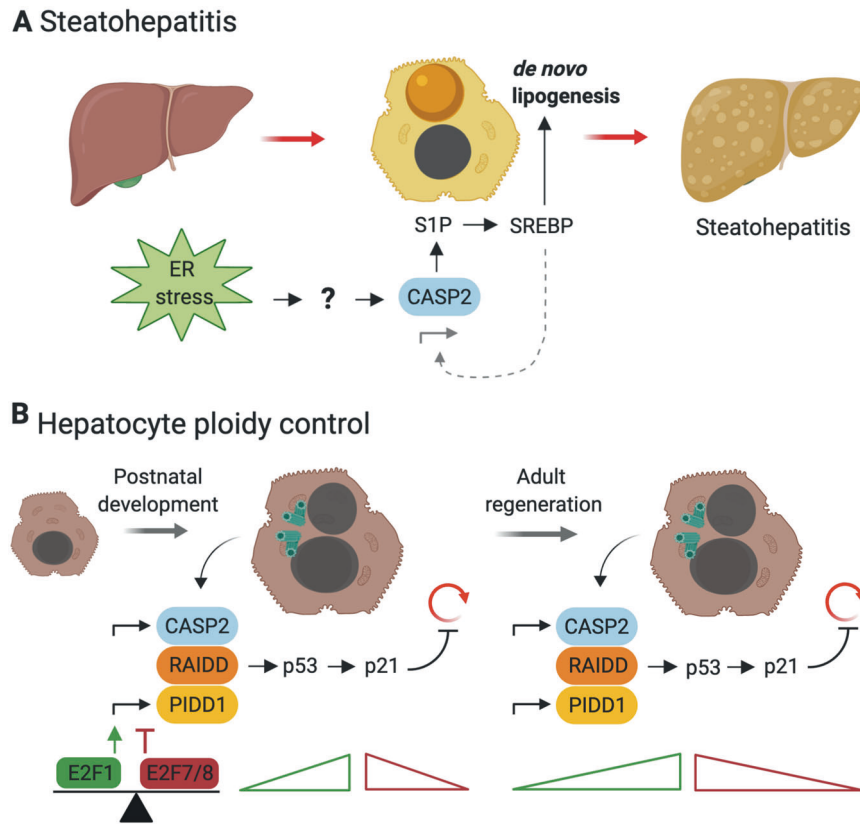 A Steatohepatitis
de novo
lipogenesis
S1P
SREBP
Steatohepatitis
ER
stress
?
CASP2
B Hepatocyte ploidy control
Postnatal
development
Adult
regeneration
CASP2
RAIDD
p53
p21
PIDD1
E2F1
E2F7/8
CASP2
RAIDD
p53
p21
PIDD1